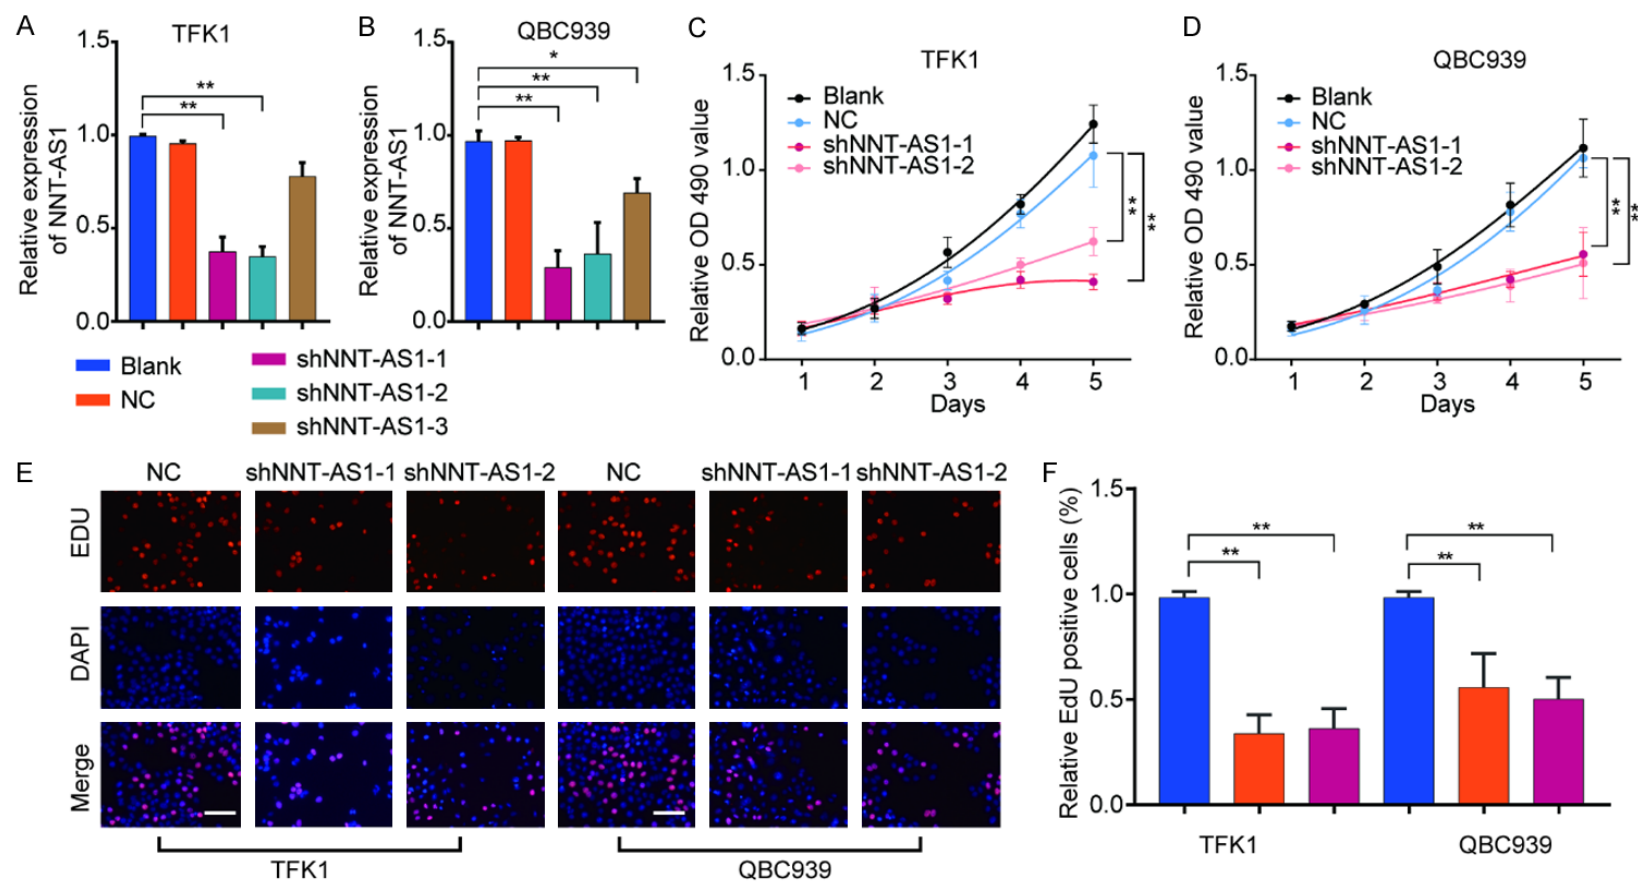 A
TFK1
Relative expression
of NNT-AS1
1.5
1.0
0.5
0.0
**
**
B
QBC939
Relative expression
of NNT-AS1
1.5
1.0
0.5
0.0
*
**
**
Blank
NC
shNNT-AS1-1
shNNT-AS1-2
shNNT-AS1-3
C
TFK1
Relative OD 490 value
1.5
1.0
0.5
0.0
Blank
NC
shNNT-AS1-1
shNNT-AS1-2
**
**
1 2 3 4 5
Days
D
QBC939
Relative OD 490 value
1.5
1.0
0.5
0.0
Blank
NC
shNNT-AS1-1
shNNT-AS1-2
**
**
1 2 3 4 5
Days
E
NC shNNT-AS1-1 shNNT-AS1-2 NC shNNT-AS1-1 shNNT-AS1-2
EDU
DAPI
Merge
TFK1 QBC939
F
Relative EdU positive cells (%)
1.5
1.0
0.5
0.0
**
**
**
**
TFK1 QBC939